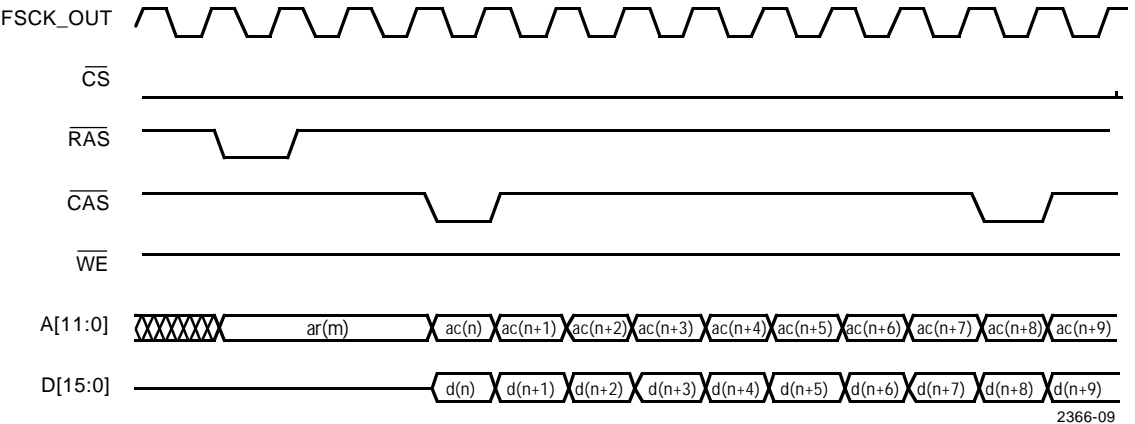 FSCK_OUT
CS
RAS
CAS
WE
A[11:0] ar(m) ac(n) ac(n+1) ac(n+2) ac(n+3) ac(n+4) ac(n+5) ac(n+6) ac(n+7) ac(n+8) ac(n+9)
D[15:0] d(n) d(n+1) d(n+2) d(n+3) d(n+4) d(n+5) d(n+6) d(n+7) d(n+8) d(n+9)
2366-09